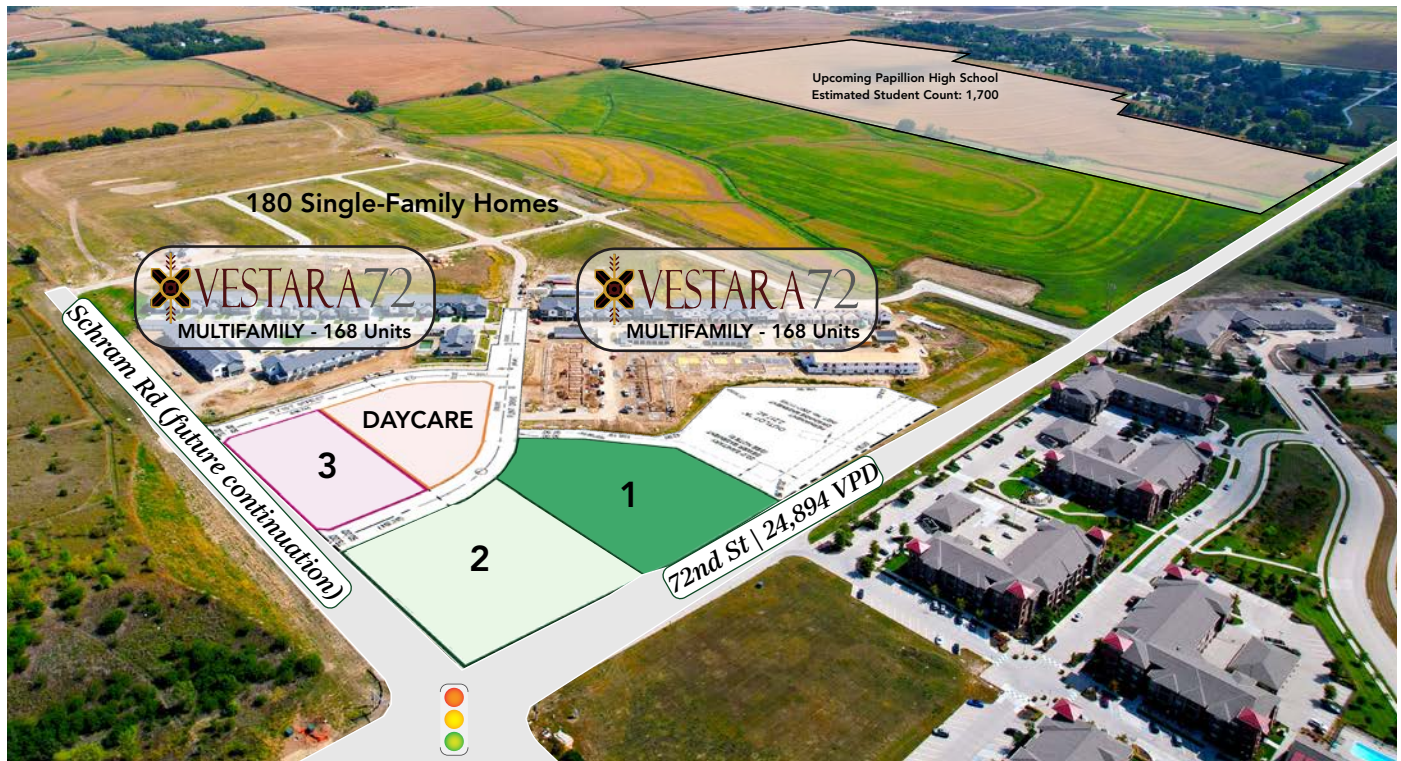 Upcoming Papillion High School
Estimated Student Count: 1,700
180 Single-Family Homes
VESTARA72
MULTIFAMILY - 168 Units
VESTARA72
MULTIFAMILY - 168 Units
Schram Rd (future continuation)
DAYCARE
3
1
2
72nd St | 24,894 VPD